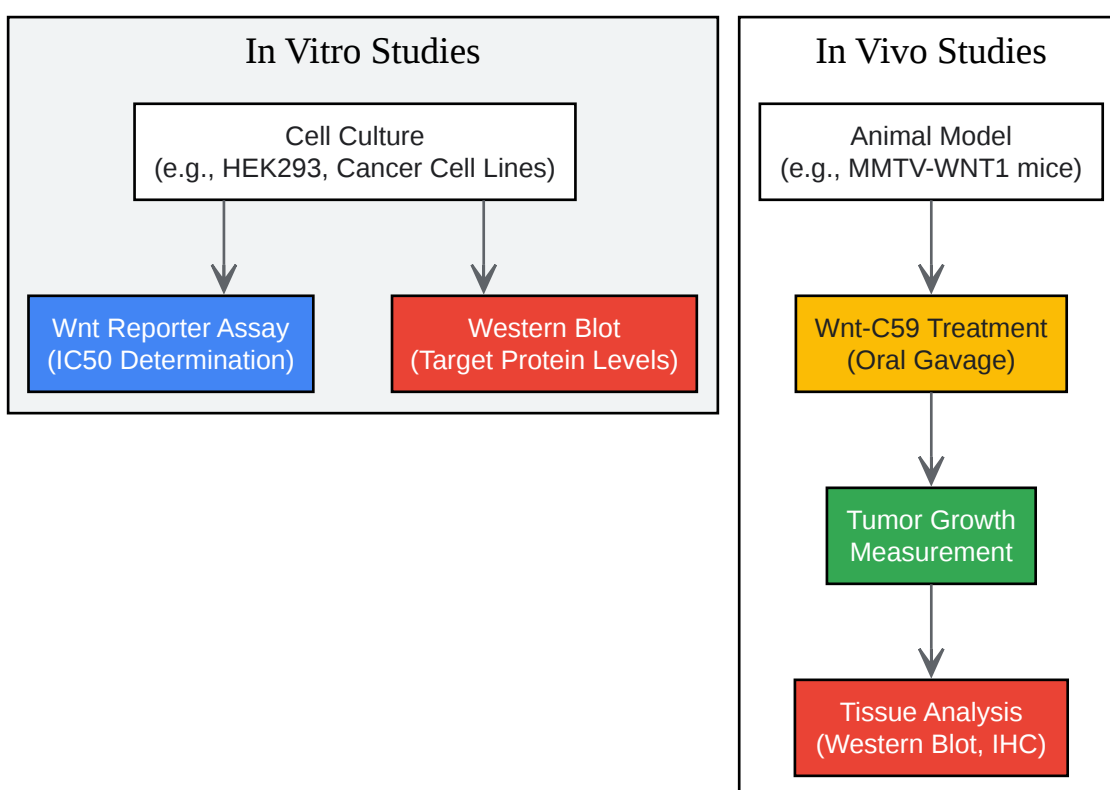 In Vitro Studies
Cell Culture
(e.g., HEK293, Cancer Cell Lines)
Wnt Reporter Assay
(IC50 Determination)
Western Blot
(Target Protein Levels)
In Vivo Studies
Animal Model
(e.g., MMTV-WNT1 mice)
Wnt-C59 Treatment
(Oral Gavage)
Tumor Growth
Measurement
Tissue Analysis
(Western Blot, IHC)